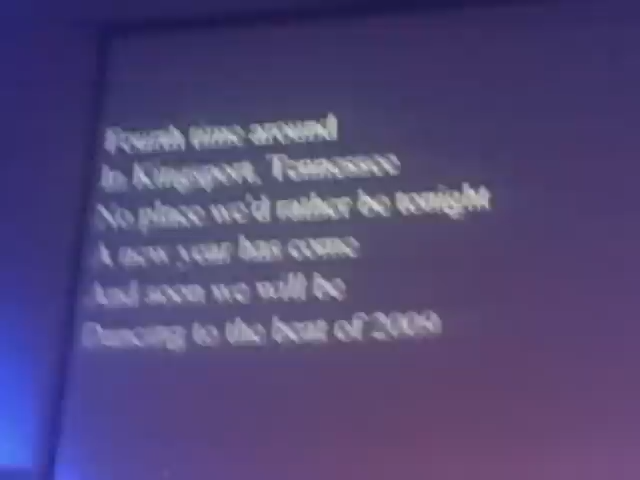 Fourth time around
In Kingsport, Tennessee
No place we'd rather be tonight
A new year has come
And soon we will be
Dancing to the beat of 2009